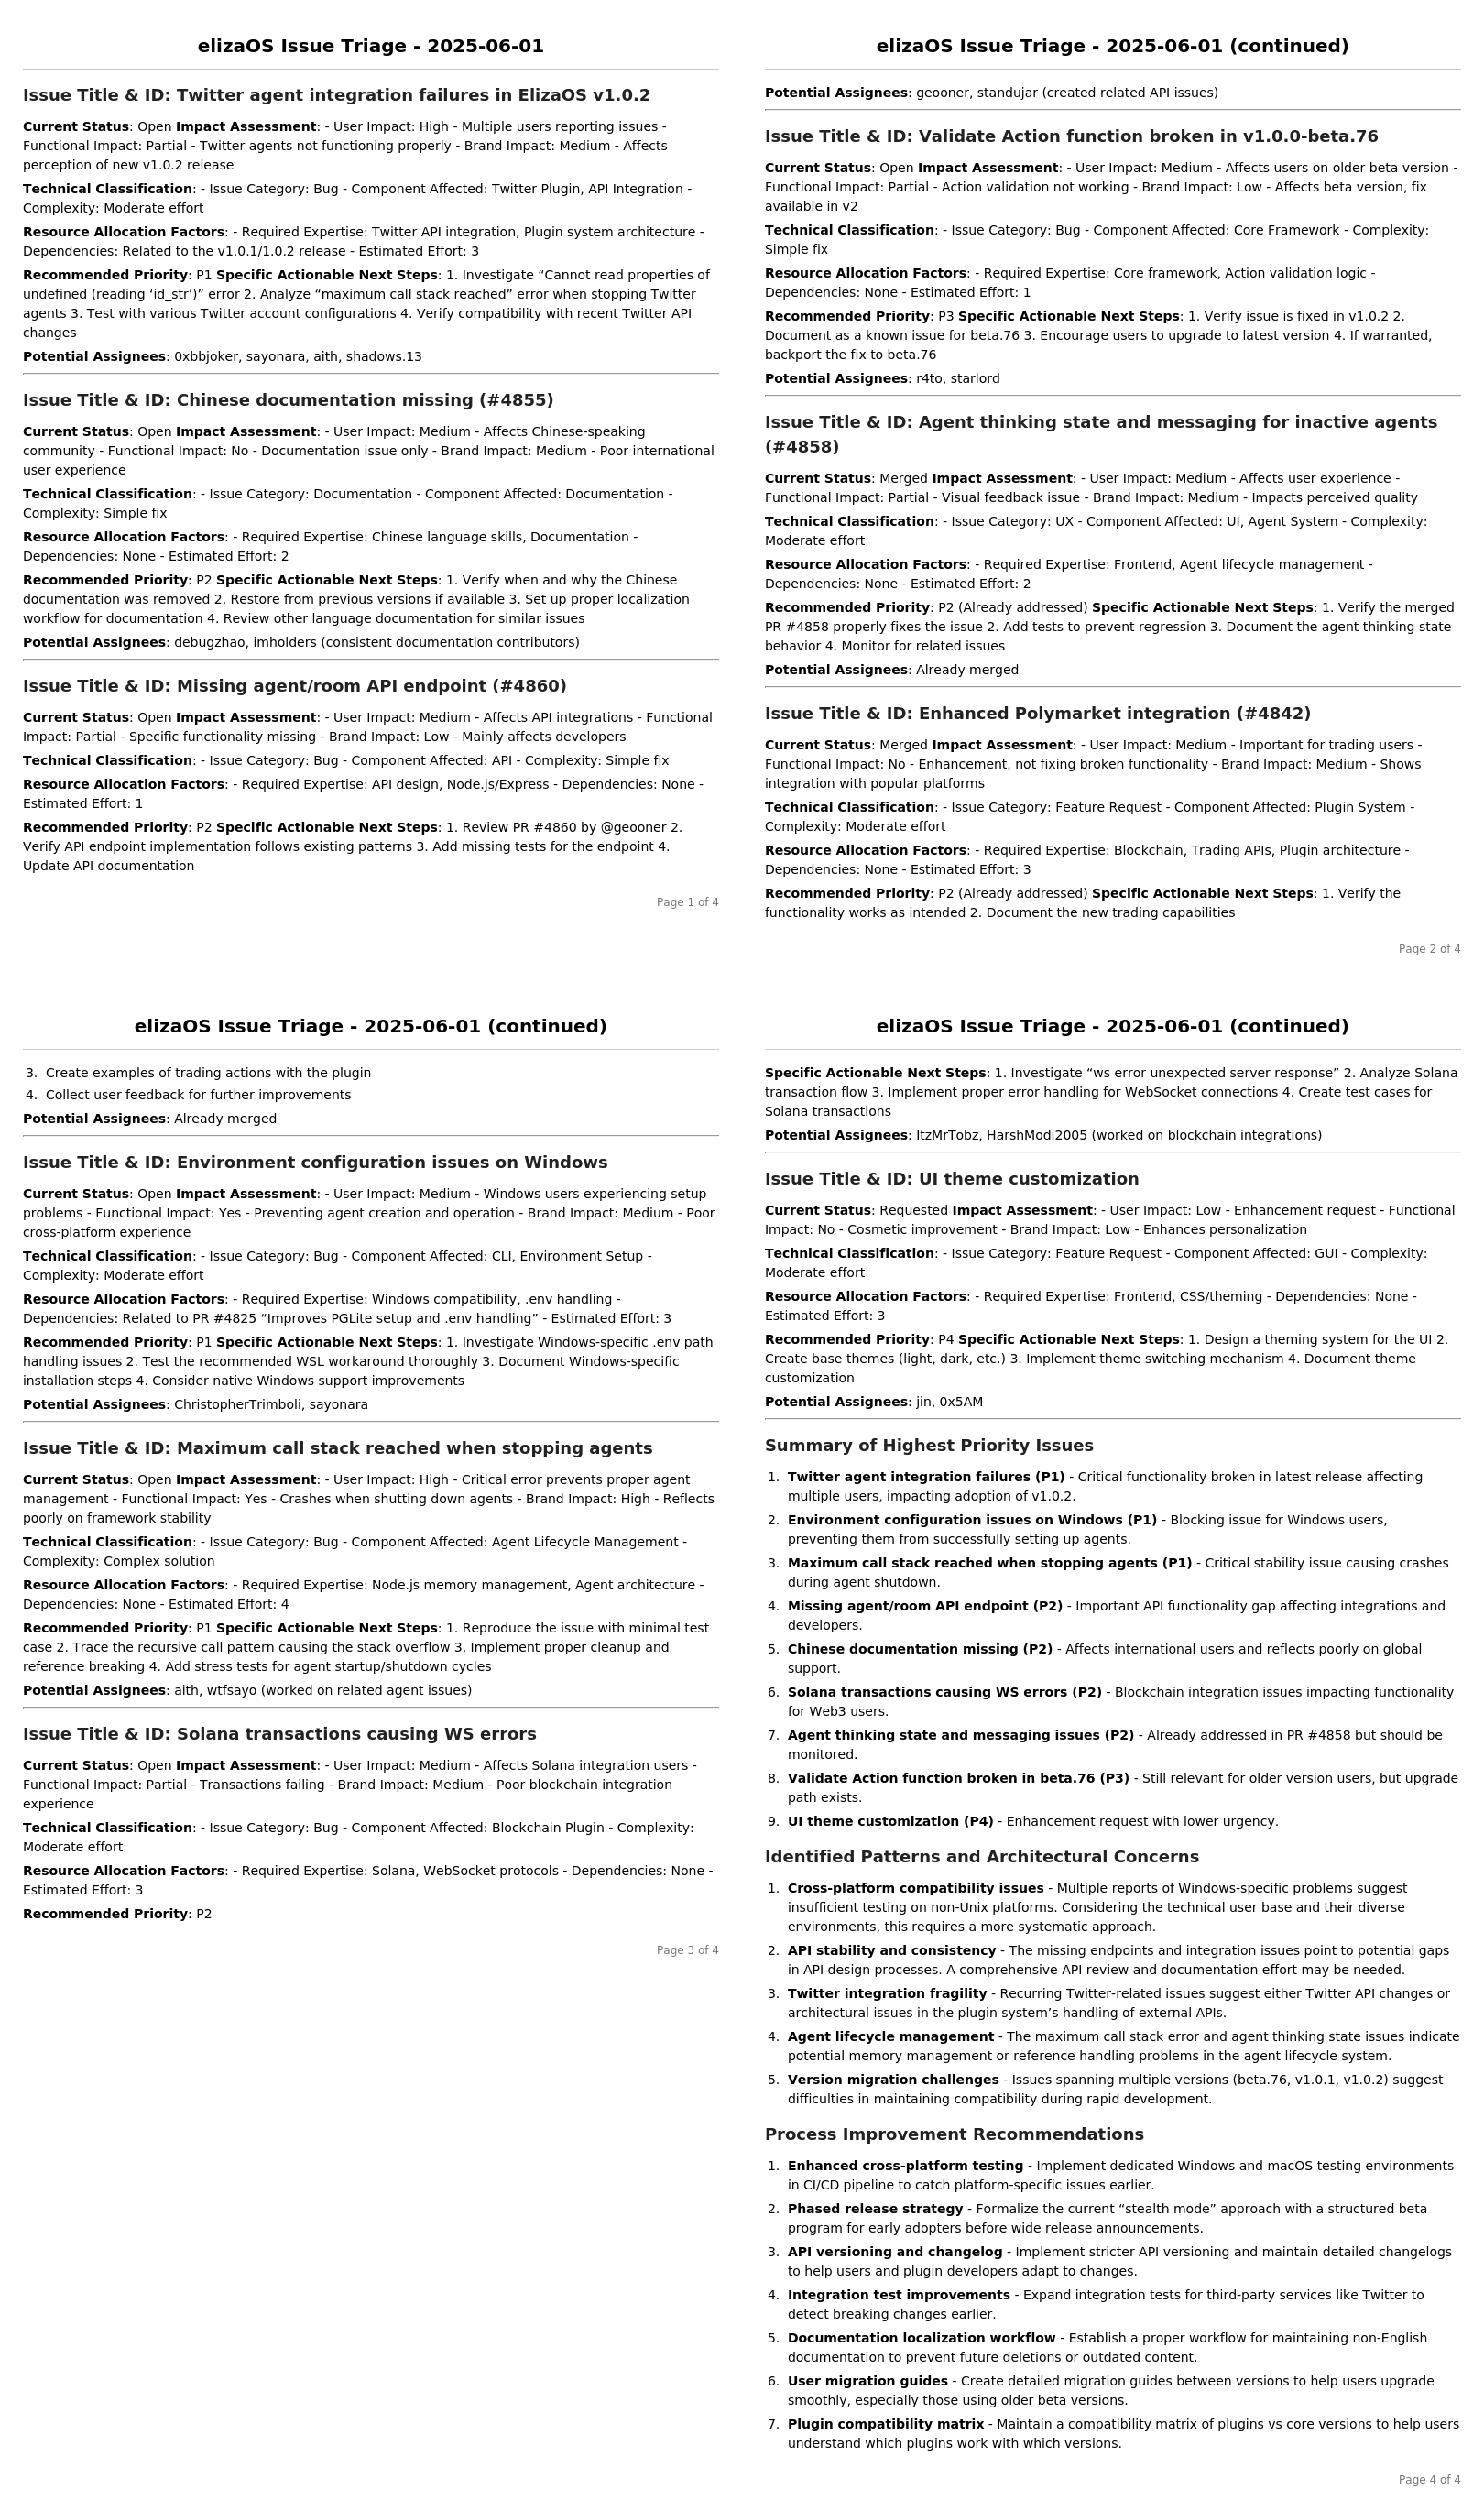 elizaOS Issue Triage - 2025-06-01
Issue Title & ID: Twitter agent integration failures in ElizaOS v1.0.2
Current Status: Open Impact Assessment: - User Impact: High - Multiple users reporting issues -
Functional Impact: Partial - Twitter agents not functioning properly - Brand Impact: Medium - Affects
perception of new v1.0.2 release
Technical Classification: - Issue Category: Bug - Component Affected: Twitter Plugin, API Integration -
Complexity: Moderate effort
Resource Allocation Factors: - Required Expertise: Twitter API integration, Plugin system architecture -
Dependencies: Related to the v1.0.1/1.0.2 release - Estimated Effort: 3
Recommended Priority: P1 Specific Actionable Next Steps: 1. Investigate “Cannot read properties of
undefined (reading ‘id_str’)” error 2. Analyze “maximum call stack reached” error when stopping Twitter
agents 3. Test with various Twitter account configurations 4. Verify compatibility with recent Twitter API
changes
Potential Assignees: 0xbbjoker, sayonara, aith, shadows.13
Issue Title & ID: Chinese documentation missing (#4855)
Current Status: Open Impact Assessment: - User Impact: Medium - Affects Chinese-speaking
community - Functional Impact: No - Documentation issue only - Brand Impact: Medium - Poor international
user experience
Technical Classification: - Issue Category: Documentation - Component Affected: Documentation -
Complexity: Simple fix
Resource Allocation Factors: - Required Expertise: Chinese language skills, Documentation -
Dependencies: None - Estimated Effort: 2
Recommended Priority: P2 Specific Actionable Next Steps: 1. Verify when and why the Chinese
documentation was removed 2. Restore from previous versions if available 3. Set up proper localization
workflow for documentation 4. Review other language documentation for similar issues
Potential Assignees: debugzhao, imholders (consistent documentation contributors)
Issue Title & ID: Missing agent/room API endpoint (#4860)
Current Status: Open Impact Assessment: - User Impact: Medium - Affects API integrations - Functional
Impact: Partial - Specific functionality missing - Brand Impact: Low - Mainly affects developers
Technical Classification: - Issue Category: Bug - Component Affected: API - Complexity: Simple fix
Resource Allocation Factors: - Required Expertise: API design, Node.js/Express - Dependencies: None -
Estimated Effort: 1
Recommended Priority: P2 Specific Actionable Next Steps: 1. Review PR #4860 by @geooner 2.
Verify API endpoint implementation follows existing patterns 3. Add missing tests for the endpoint 4.
Update API documentation
Page 1 of 4
elizaOS Issue Triage - 2025-06-01 (continued)
Potential Assignees: geooner, standujar (created related API issues)
Issue Title & ID: Validate Action function broken in v1.0.0-beta.76
Current Status: Open Impact Assessment: - User Impact: Medium - Affects users on older beta version -
Functional Impact: Partial - Action validation not working - Brand Impact: Low - Affects beta version, fix
available in v2
Technical Classification: - Issue Category: Bug - Component Affected: Core Framework - Complexity:
Simple fix
Resource Allocation Factors: - Required Expertise: Core framework, Action validation logic -
Dependencies: None - Estimated Effort: 1
Recommended Priority: P3 Specific Actionable Next Steps: 1. Verify issue is fixed in v1.0.2 2.
Document as a known issue for beta.76 3. Encourage users to upgrade to latest version 4. If warranted,
backport the fix to beta.76
Potential Assignees: r4to, starlord
Issue Title & ID: Agent thinking state and messaging for inactive agents
(#4858)
Current Status: Merged Impact Assessment: - User Impact: Medium - Affects user experience -
Functional Impact: Partial - Visual feedback issue - Brand Impact: Medium - Impacts perceived quality
Technical Classification: - Issue Category: UX - Component Affected: UI, Agent System - Complexity:
Moderate effort
Resource Allocation Factors: - Required Expertise: Frontend, Agent lifecycle management -
Dependencies: None - Estimated Effort: 2
Recommended Priority: P2 (Already addressed) Specific Actionable Next Steps: 1. Verify the merged
PR #4858 properly fixes the issue 2. Add tests to prevent regression 3. Document the agent thinking state
behavior 4. Monitor for related issues
Potential Assignees: Already merged
Issue Title & ID: Enhanced Polymarket integration (#4842)
Current Status: Merged Impact Assessment: - User Impact: Medium - Important for trading users -
Functional Impact: No - Enhancement, not fixing broken functionality - Brand Impact: Medium - Shows
integration with popular platforms
Technical Classification: - Issue Category: Feature Request - Component Affected: Plugin System -
Complexity: Moderate effort
Resource Allocation Factors: - Required Expertise: Blockchain, Trading APIs, Plugin architecture -
Dependencies: None - Estimated Effort: 3
Recommended Priority: P2 (Already addressed) Specific Actionable Next Steps: 1. Verify the
functionality works as intended 2. Document the new trading capabilities
Page 2 of 4
elizaOS Issue Triage - 2025-06-01 (continued)
3. Create examples of trading actions with the plugin
4. Collect user feedback for further improvements
Potential Assignees: Already merged
Issue Title & ID: Environment configuration issues on Windows
Current Status: Open Impact Assessment: - User Impact: Medium - Windows users experiencing setup
problems - Functional Impact: Yes - Preventing agent creation and operation - Brand Impact: Medium - Poor
cross-platform experience
Technical Classification: - Issue Category: Bug - Component Affected: CLI, Environment Setup -
Complexity: Moderate effort
Resource Allocation Factors: - Required Expertise: Windows compatibility, .env handling -
Dependencies: Related to PR #4825 “Improves PGLite setup and .env handling” - Estimated Effort: 3
Recommended Priority: P1 Specific Actionable Next Steps: 1. Investigate Windows-specific .env path
handling issues 2. Test the recommended WSL workaround thoroughly 3. Document Windows-specific
installation steps 4. Consider native Windows support improvements
Potential Assignees: ChristopherTrimboli, sayonara
Issue Title & ID: Maximum call stack reached when stopping agents
Current Status: Open Impact Assessment: - User Impact: High - Critical error prevents proper agent
management - Functional Impact: Yes - Crashes when shutting down agents - Brand Impact: High - Reflects
poorly on framework stability
Technical Classification: - Issue Category: Bug - Component Affected: Agent Lifecycle Management -
Complexity: Complex solution
Resource Allocation Factors: - Required Expertise: Node.js memory management, Agent architecture -
Dependencies: None - Estimated Effort: 4
Recommended Priority: P1 Specific Actionable Next Steps: 1. Reproduce the issue with minimal test
case 2. Trace the recursive call pattern causing the stack overflow 3. Implement proper cleanup and
reference breaking 4. Add stress tests for agent startup/shutdown cycles
Potential Assignees: aith, wtfsayo (worked on related agent issues)
Issue Title & ID: Solana transactions causing WS errors
Current Status: Open Impact Assessment: - User Impact: Medium - Affects Solana integration users -
Functional Impact: Partial - Transactions failing - Brand Impact: Medium - Poor blockchain integration
experience
Technical Classification: - Issue Category: Bug - Component Affected: Blockchain Plugin - Complexity:
Moderate effort
Resource Allocation Factors: - Required Expertise: Solana, WebSocket protocols - Dependencies: None -
Estimated Effort: 3
Recommended Priority: P2
Page 3 of 4
elizaOS Issue Triage - 2025-06-01 (continued)
Specific Actionable Next Steps: 1. Investigate “ws error unexpected server response” 2. Analyze Solana
transaction flow 3. Implement proper error handling for WebSocket connections 4. Create test cases for
Solana transactions
Potential Assignees: ItzMrTobz, HarshModi2005 (worked on blockchain integrations)
Issue Title & ID: UI theme customization
Current Status: Requested Impact Assessment: - User Impact: Low - Enhancement request - Functional
Impact: No - Cosmetic improvement - Brand Impact: Low - Enhances personalization
Technical Classification: - Issue Category: Feature Request - Component Affected: GUI - Complexity:
Moderate effort
Resource Allocation Factors: - Required Expertise: Frontend, CSS/theming - Dependencies: None -
Estimated Effort: 3
Recommended Priority: P4 Specific Actionable Next Steps: 1. Design a theming system for the UI 2.
Create base themes (light, dark, etc.) 3. Implement theme switching mechanism 4. Document theme
customization
Potential Assignees: jin, 0x5AM
Summary of Highest Priority Issues
1. Twitter agent integration failures (P1) - Critical functionality broken in latest release affecting
multiple users, impacting adoption of v1.0.2.
2. Environment configuration issues on Windows (P1) - Blocking issue for Windows users,
preventing them from successfully setting up agents.
3. Maximum call stack reached when stopping agents (P1) - Critical stability issue causing crashes
during agent shutdown.
4. Missing agent/room API endpoint (P2) - Important API functionality gap affecting integrations and
developers.
5. Chinese documentation missing (P2) - Affects international users and reflects poorly on global
support.
6. Solana transactions causing WS errors (P2) - Blockchain integration issues impacting functionality
for Web3 users.
7. Agent thinking state and messaging issues (P2) - Already addressed in PR #4858 but should be
monitored.
8. Validate Action function broken in beta.76 (P3) - Still relevant for older version users, but upgrade
path exists.
9. UI theme customization (P4) - Enhancement request with lower urgency.
Identified Patterns and Architectural Concerns
1. Cross-platform compatibility issues - Multiple reports of Windows-specific problems suggest
insufficient testing on non-Unix platforms. Considering the technical user base and their diverse
environments, this requires a more systematic approach.
2. API stability and consistency - The missing endpoints and integration issues point to potential gaps
in API design processes. A comprehensive API review and documentation effort may be needed.
3. Twitter integration fragility - Recurring Twitter-related issues suggest either Twitter API changes or
architectural issues in the plugin system’s handling of external APIs.
4. Agent lifecycle management - The maximum call stack error and agent thinking state issues indicate
potential memory management or reference handling problems in the agent lifecycle system.
5. Version migration challenges - Issues spanning multiple versions (beta.76, v1.0.1, v1.0.2) suggest
difficulties in maintaining compatibility during rapid development.
Process Improvement Recommendations
1. Enhanced cross-platform testing - Implement dedicated Windows and macOS testing environments
in CI/CD pipeline to catch platform-specific issues earlier.
2. Phased release strategy - Formalize the current “stealth mode” approach with a structured beta
program for early adopters before wide release announcements.
3. API versioning and changelog - Implement stricter API versioning and maintain detailed changelogs
to help users and plugin developers adapt to changes.
4. Integration test improvements - Expand integration tests for third-party services like Twitter to
detect breaking changes earlier.
5. Documentation localization workflow - Establish a proper workflow for maintaining non-English
documentation to prevent future deletions or outdated content.
6. User migration guides - Create detailed migration guides between versions to help users upgrade
smoothly, especially those using older beta versions.
7. Plugin compatibility matrix - Maintain a compatibility matrix of plugins vs core versions to help users
understand which plugins work with which versions.
Page 4 of 4